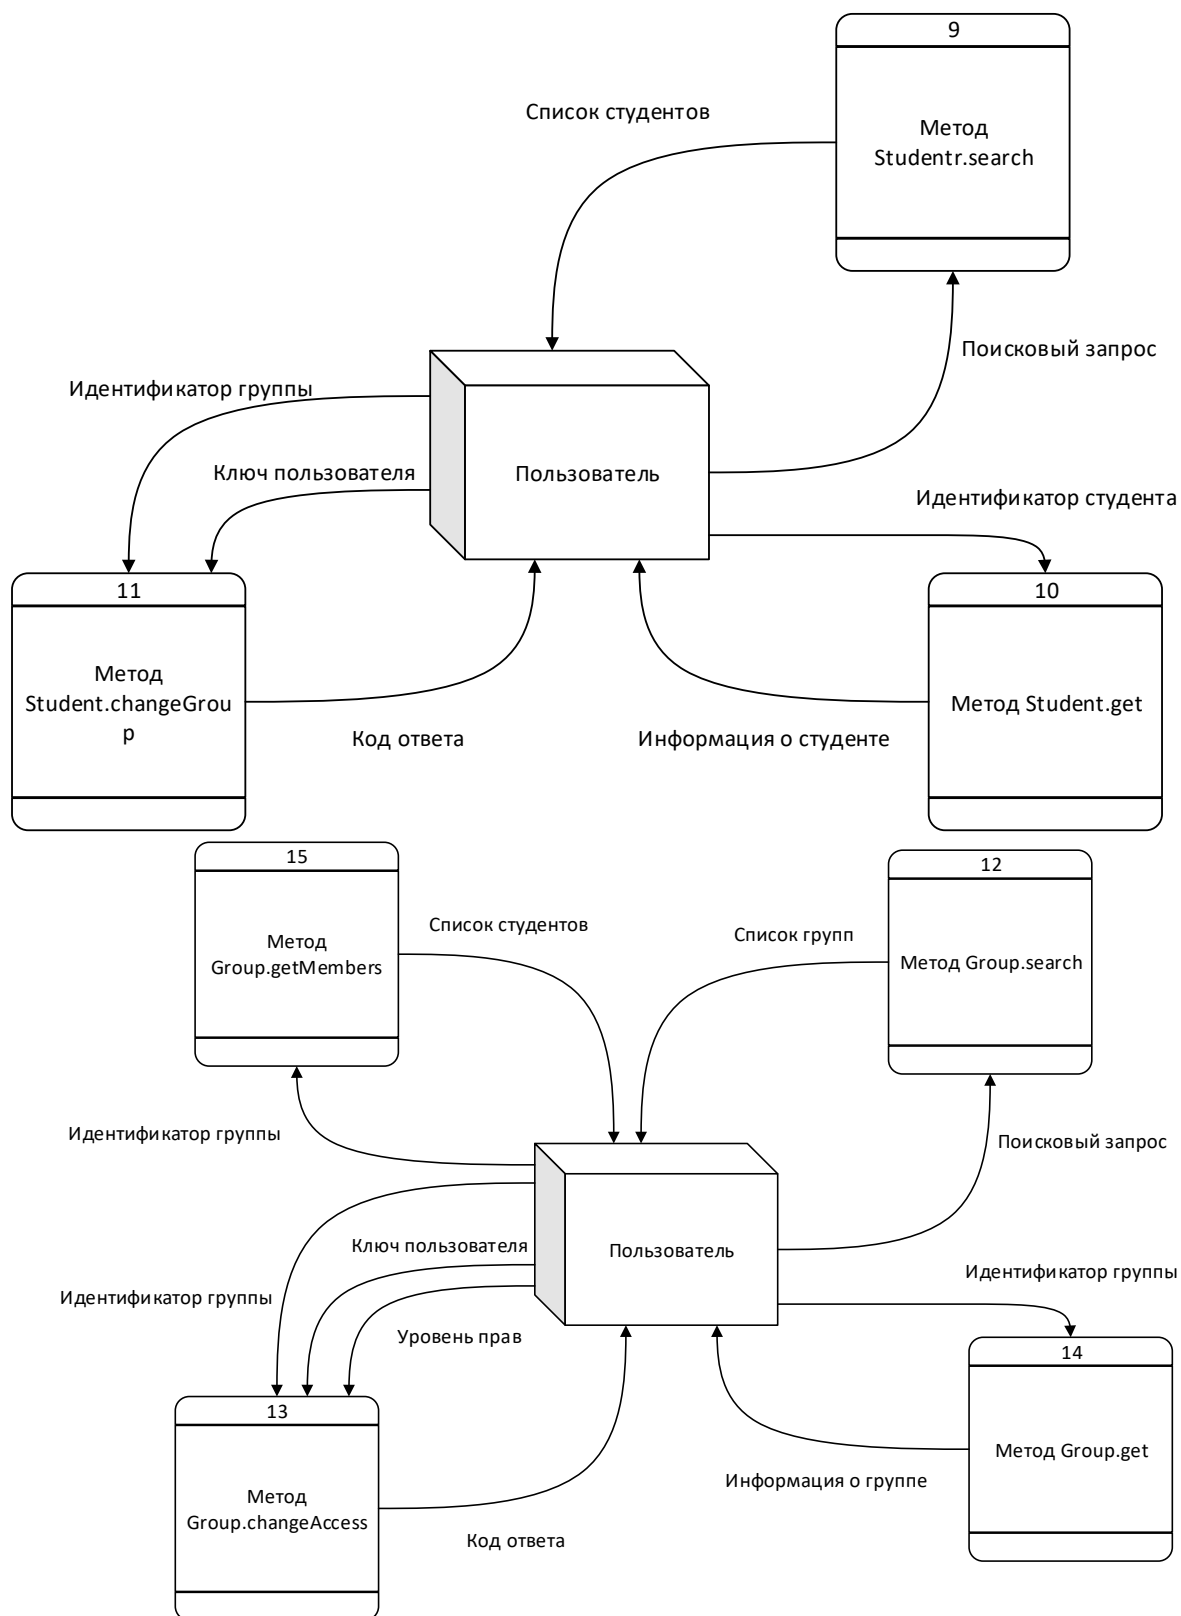 9
Список студентов
Метод
Studentr.search
Поисковый запрос
Идентификатор группы
Ключ пользователя
Пользователь
Идентификатор студента
11
10
Метод
Student.changeGrou
p
Метод Student.get
Код ответа
Информация о студенте
15
12
Список студентов
Список групп
Метод
Group.getMembers
Метод Group.search
Идентификатор группы
Поисковый запрос
Ключ пользователя
Пользователь
Идентификатор группы
Идентификатор группы
Уровень прав
14
13
Метод Group.get
Информация о группе
Метод
Group.changeAccess
Код ответа